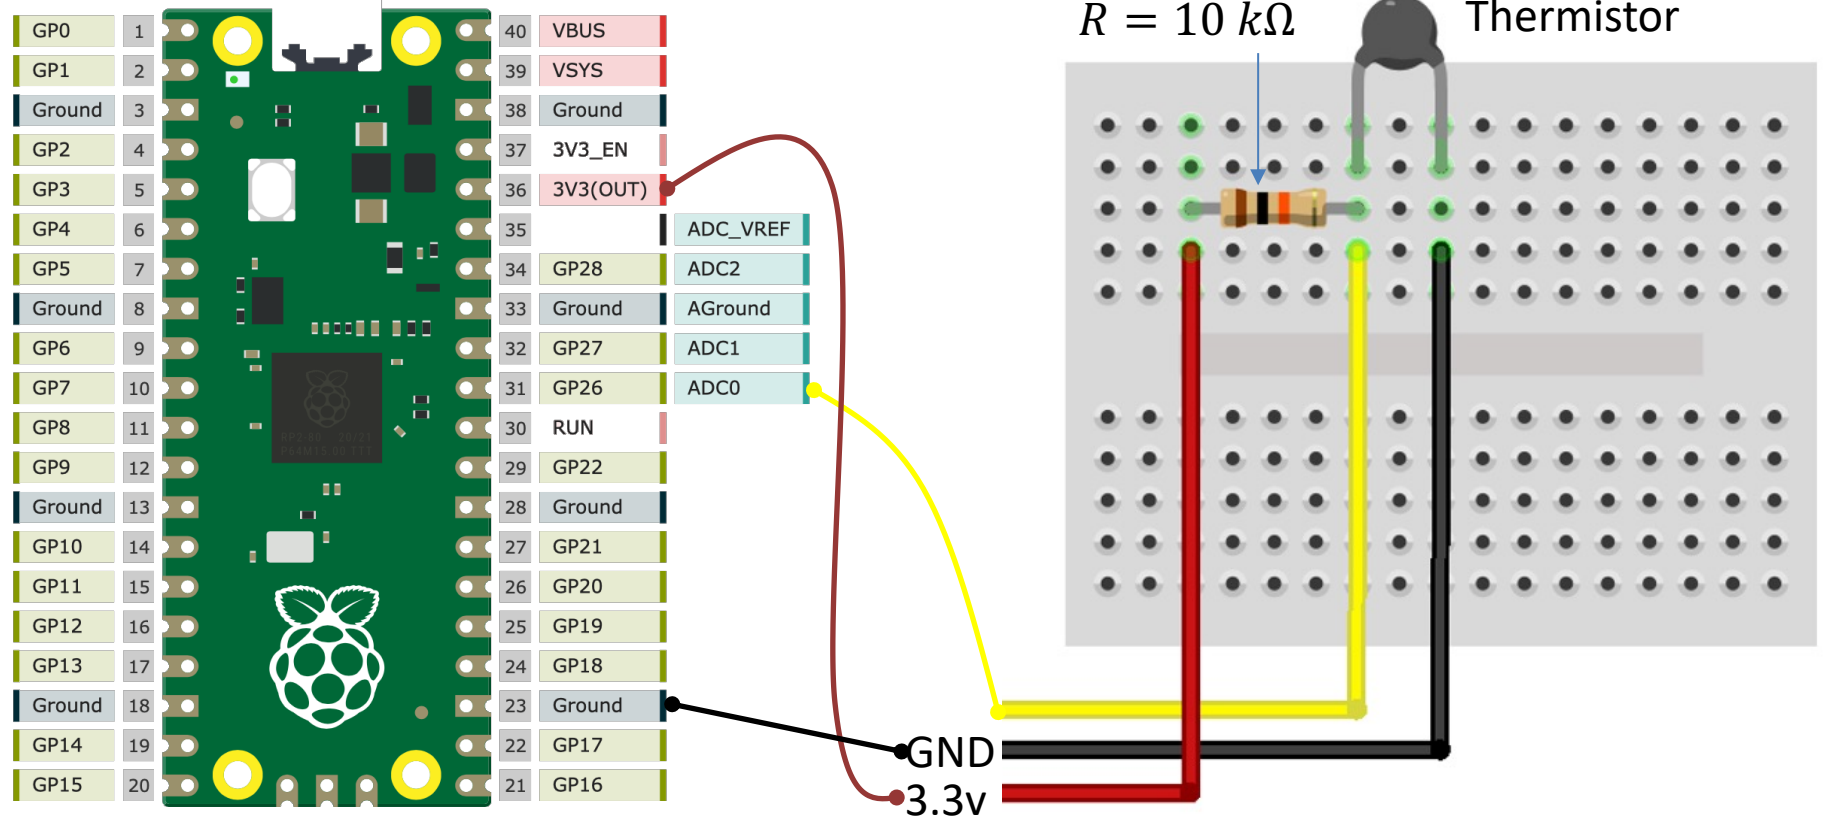 R = 10 kΩ
Thermistor
GP0 1 40 VBUS
GP1 2 39 VSYS
Ground 3 38 Ground
GP2 4 37 3V3_EN
GP3 5 36 3V3(OUT)
GP4 6 35 ADC_VREF
GP5 7 34 GP28 ADC2
Ground 8 33 Ground AGround
GP6 9 32 GP27 ADC1
GP7 10 31 GP26 ADC0
GP8 11 30 RUN
GP9 12 29 GP22
Ground 13 28 Ground
GP10 14 27 GP21
GP11 15 26 GP20
GP12 16 25 GP19
GP13 17 24 GP18
Ground 18 23 Ground
GP14 19 22 GP17
GP15 20 21 GP16
GND
3.3v